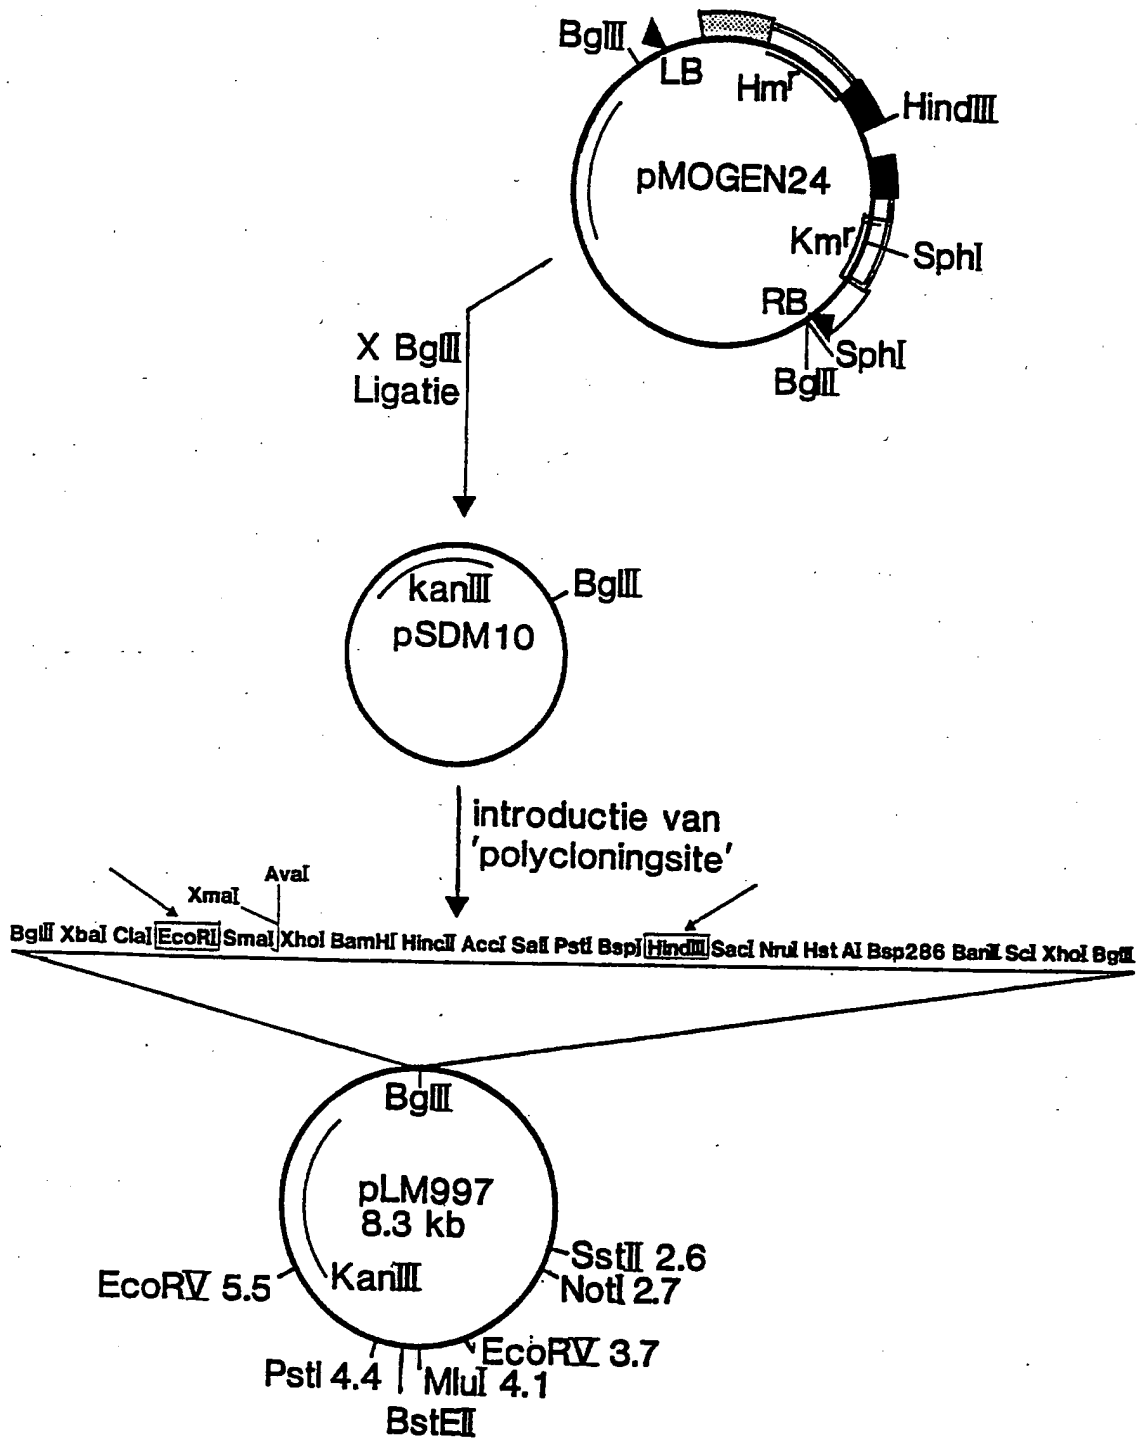 BglII
LB
Hmr
HindIII
pMOGEN24
Kmr
SphI
RB
SphI
BglII
X BglII
Ligatie
kanIII
BglII
pSDM10
introductie van
'polycloningsite'
AvaI
XmaI
BglII XbaI ClaI EcoRI SmaI XhoI BamHI HincII AccI SalI PstI BspI HindIII SacI NruI Hst AI Bsp286 BanII ScI XhoI BglII
BglII
pLM997
8.3 kb
KanIII
SstII 2.6
NotI 2.7
EcoRV 5.5
EcoRV 3.7
PstI 4.4
MluI 4.1
BstEII